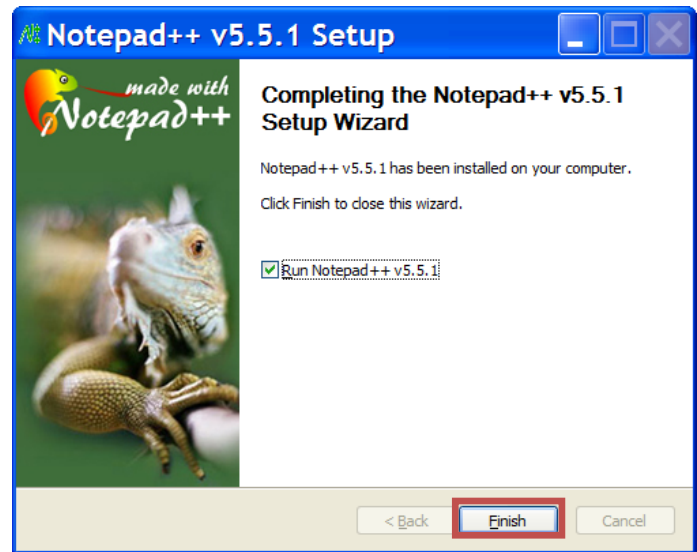 Notepad++ v5.5.1 Setup
made with
Notepad++
Completing the Notepad++ v5.5.1
Setup Wizard
Notepad++ v5.5.1 has been installed on your computer.
Click Finish to close this wizard.
Run Notepad++ v5.5.1
< Back
Finish
Cancel